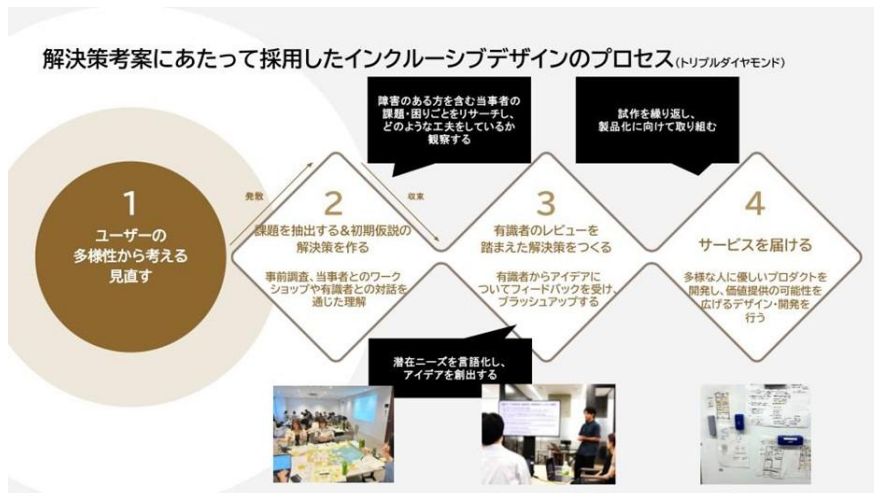 解決策考案にあたって採用したインクルーシブデザインのプロセス(トリプルダイヤモンド)
障害のある方を含む当事者の
課題・困りごとをリサーチし、
どのような工夫をしているか
観察する
試作を繰り返し、
製品化に向けて取り組む
1
ユーザーの
多様性から考える
見直す
発散
収束
2
課題を抽出する&初期仮説の
解決策を作る
事前調査、当事者とのワーク
ショップや有識者との対話を
通じた理解
3
有識者のレビューを
踏まえた解決策をつくる
有識者からアイデアに
ついてフィードバックを受け、
ブラッシュアップする
4
サービスを届ける
多様な人に優しいプロダクトを
開発し、価値提供の可能性を
広げるデザイン・開発を
行う
潜在ニーズを言語化し、
アイデアを創出する